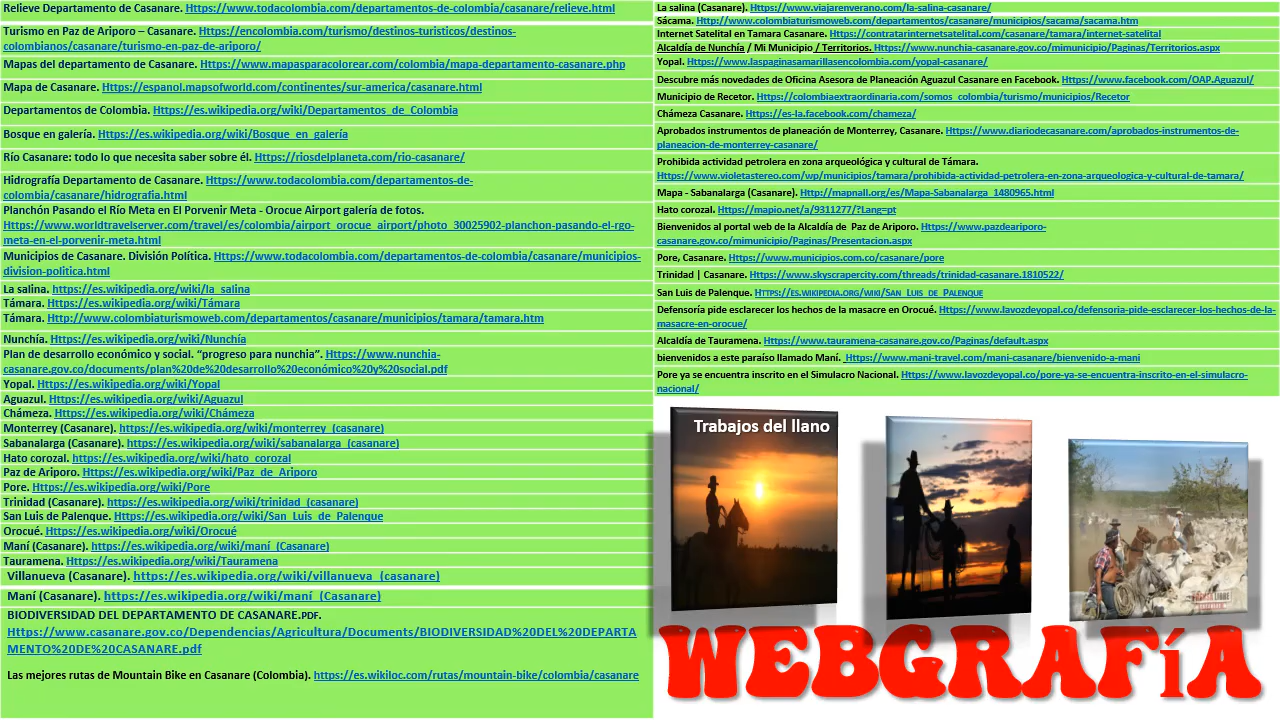 Relieve Departamento de Casanare. Https://www.todacolombia.com/departamentos-de-colombia/casanare/relieve.html
Turismo en Paz de Ariporo – Casanare. Https://encolombia.com/turismo/destinos-turisticos/destinos-
colombianos/casanare/turismo-en-paz-de-ariporo/
Mapas del departamento de Casanare. Https://www.mapasparacolorear.com/colombia/mapa-departamento-casanare.php
Mapa de Casanare. Https://espanol.mapsofworld.com/continentes/sur-america/casanare.html
Departamentos de Colombia. Https://es.wikipedia.org/wiki/Departamentos_de_Colombia
Bosque en galería. Https://es.wikipedia.org/wiki/Bosque_en_galería
Río Casanare: todo lo que necesita saber sobre él. Https://riosdelplaneta.com/rio-casanare/
Hidrografía Departamento de Casanare. Https://www.todacolombia.com/departamentos-de-
colombia/casanare/hidrografia.html
Planchón Pasando el Río Meta en El Porvenir Meta - Orocue Airport galería de fotos.
Https://www.worldtravelserver.com/travel/es/colombia/airport_orocue_airport/photo_30025902-planchon-pasando-el-rgo-
meta-en-el-porvenir-meta.html
Municipios de Casanare. División Política. Https://www.todacolombia.com/departamentos-de-colombia/casanare/municipios-
division-politica.html
La salina. https://es.wikipedia.org/wiki/la_salina
Támara. Https://es.wikipedia.org/wiki/Támara
Támara. Http://www.colombiaturismoweb.com/departamentos/casanare/municipios/tamara/tamara.htm
Nunchía. Https://es.wikipedia.org/wiki/Nunchía
Plan de desarrollo económico y social. “progreso para nunchia”. Https://www.nunchia-
casanare.gov.co/documents/plan%20de%20desarrollo%20económico%20y%20social.pdf
Yopal. Https://es.wikipedia.org/wiki/Yopal
Aguazul. Https://es.wikipedia.org/wiki/Aguazul
Chámeza. Https://es.wikipedia.org/wiki/Chámeza
Monterrey (Casanare). https://es.wikipedia.org/wiki/monterrey_(casanare)
Sabanalarga (Casanare). https://es.wikipedia.org/wiki/sabanalarga_(casanare)
Hato corozal. https://es.wikipedia.org/wiki/hato_corozal
Paz de Ariporo. Https://es.wikipedia.org/wiki/Paz_de_Ariporo
Pore. Https://es.wikipedia.org/wiki/Pore
Trinidad (Casanare). https://es.wikipedia.org/wiki/trinidad_(casanare)
San Luis de Palenque. Https://es.wikipedia.org/wiki/San_Luis_de_Palenque
Orocué. Https://es.wikipedia.org/wiki/Orocué
Maní (Casanare). https://es.wikipedia.org/wiki/maní_(Casanare)
Tauramena. Https://es.wikipedia.org/wiki/Tauramena
Villanueva (Casanare). https://es.wikipedia.org/wiki/villanueva_(casanare)
Maní (Casanare). https://es.wikipedia.org/wiki/maní_(Casanare)
BIODIVERSIDAD DEL DEPARTAMENTO DE CASANARE.PDF.
Https://www.casanare.gov.co/Dependencias/Agricultura/Documents/BIODIVERSIDAD%20DEL%20DEPARTA
MENTO%20DE%20CASANARE.pdf
Las mejores rutas de Mountain Bike en Casanare (Colombia). https://es.wikiloc.com/rutas/mountain-bike/colombia/casanare
La salina (Casanare). Https://www.viajarenverano.com/la-salina-casanare/
Sácama. Http://www.colombiaturismoweb.com/departamentos/casanare/municipios/sacama/sacama.htm
Internet Satelital en Tamara Casanare. Https://contratarinternetsatelital.com/casanare/tamara/internet-satelital
Alcaldía de Nunchía / Mi Municipio / Territorios. Https://www.nunchia-casanare.gov.co/mimunicipio/Paginas/Territorios.aspx
Yopal. Https://www.laspaginasamarillasencolombia.com/yopal-casanare/
Descubre más novedades de Oficina Asesora de Planeación Aguazul Casanare en Facebook. Https://www.facebook.com/OAP.Aguazul/
Municipio de Recetor. Https://colombiaextraordinaria.com/somos_colombia/turismo/municipios/Recetor
Chámeza Casanare. Https://es-la.facebook.com/chameza/
Aprobados instrumentos de planeación de Monterrey, Casanare. Https://www.diariodecasanare.com/aprobados-instrumentos-de-
planeacion-de-monterrey-casanare/
Prohibida actividad petrolera en zona arqueológica y cultural de Támara.
Https://www.violetastereo.com/wp/municipios/tamara/prohibida-actividad-petrolera-en-zona-arqueologica-y-cultural-de-tamara/
Mapa - Sabanalarga (Casanare). Http://mapnall.org/es/Mapa-Sabanalarga_1480965.html
Hato corozal. Https://mapio.net/a/9311277/?Lang=pt
Bienvenidos al portal web de la Alcaldía de Paz de Ariporo. Https://www.pazdeariporo-
casanare.gov.co/mimunicipio/Paginas/Presentacion.aspx
Pore, Casanare. Https://www.municipios.com.co/casanare/pore
Trinidad | Casanare. Https://www.skyscrapercity.com/threads/trinidad-casanare.1810522/
San Luis de Palenque. HTTPS://ES.WIKIPEDIA.ORG/WIKI/SAN_LUIS_DE_PALENQUE
Defensoría pide esclarecer los hechos de la masacre en Orocué. Https://www.lavozdeyopal.co/defensoria-pide-esclarecer-los-hechos-de-la-
masacre-en-orocue/
Alcaldía de Tauramena. Https://www.tauramena-casanare.gov.co/Paginas/default.aspx
bienvenidos a este paraíso llamado Maní. Https://www.mani-travel.com/mani-casanare/bienvenido-a-mani
Pore ya se encuentra inscrito en el Simulacro Nacional. Https://www.lavozdeyopal.co/pore-ya-se-encuentra-inscrito-en-el-simulacro-
nacional/
Trabajos del llano
WEBGRAFíA